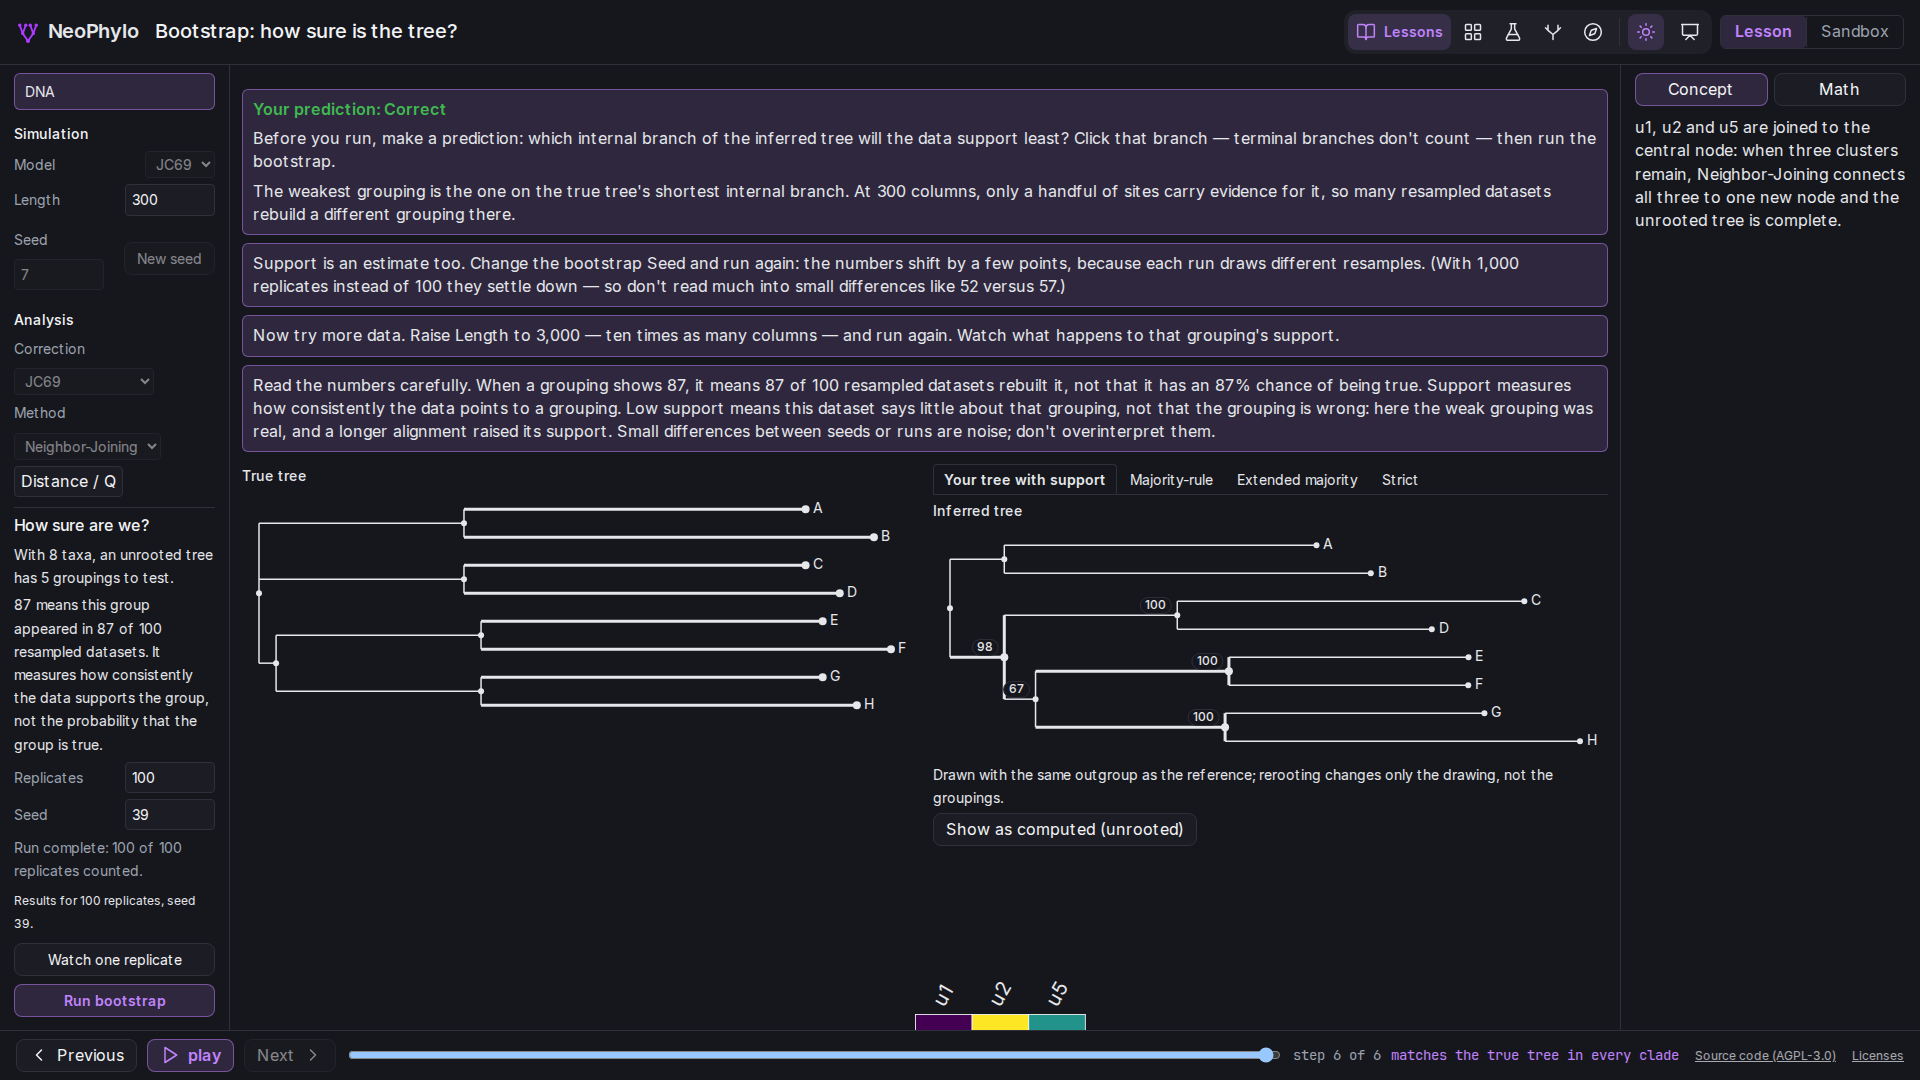 NeoPhylo
Bootstrap: how sure is the tree?
Lessons
Lesson
Sandbox
DNA
Simulation
Model
JC69
Length
300
Seed
7
New seed
Analysis
Correction
JC69
Method
Neighbor-Joining
Distance / Q
How sure are we?
With 8 taxa, an unrooted tree
has 5 groupings to test.
87 means this group
appeared in 87 of 100
resampled datasets. It
measures how consistently
the data supports the group,
not the probability that the
group is true.
Replicates
100
Seed
39
Run complete: 100 of 100
replicates counted.
Results for 100 replicates, seed
39.
Watch one replicate
Run bootstrap
Your prediction: Correct
Before you run, make a prediction: which internal branch of the inferred tree will the data support least? Click that branch — terminal branches don't count — then run the
bootstrap.
The weakest grouping is the one on the true tree's shortest internal branch. At 300 columns, only a handful of sites carry evidence for it, so many resampled datasets
rebuild a different grouping there.
Support is an estimate too. Change the bootstrap Seed and run again: the numbers shift by a few points, because each run draws different resamples. (With 1,000
replicates instead of 100 they settle down — so don't read much into small differences like 52 versus 57.)
Now try more data. Raise Length to 3,000 — ten times as many columns — and run again. Watch what happens to that grouping's support.
Read the numbers carefully. When a grouping shows 87, it means 87 of 100 resampled datasets rebuilt it, not that it has an 87% chance of being true. Support measures
how consistently the data points to a grouping. Low support means this dataset says little about that grouping, not that the grouping is wrong: here the weak grouping was
real, and a longer alignment raised its support. Small differences between seeds or runs are noise; don't overinterpret them.
True tree
A
B
C
D
E
F
G
H
Your tree with support
Majority-rule
Extended majority
Strict
Inferred tree
A
B
C
D
E
F
G
H
100
98
100
67
100
Drawn with the same outgroup as the reference; rerooting changes only the drawing, not the
groupings.
Show as computed (unrooted)
u1
u2
u5
Concept
Math
u1, u2 and u5 are joined to the
central node: when three clusters
remain, Neighbor-Joining connects
all three to one new node and the
unrooted tree is complete.
Previous
play
Next
step 6 of 6
matches the true tree in every clade
Source code (AGPL-3.0)
Licenses